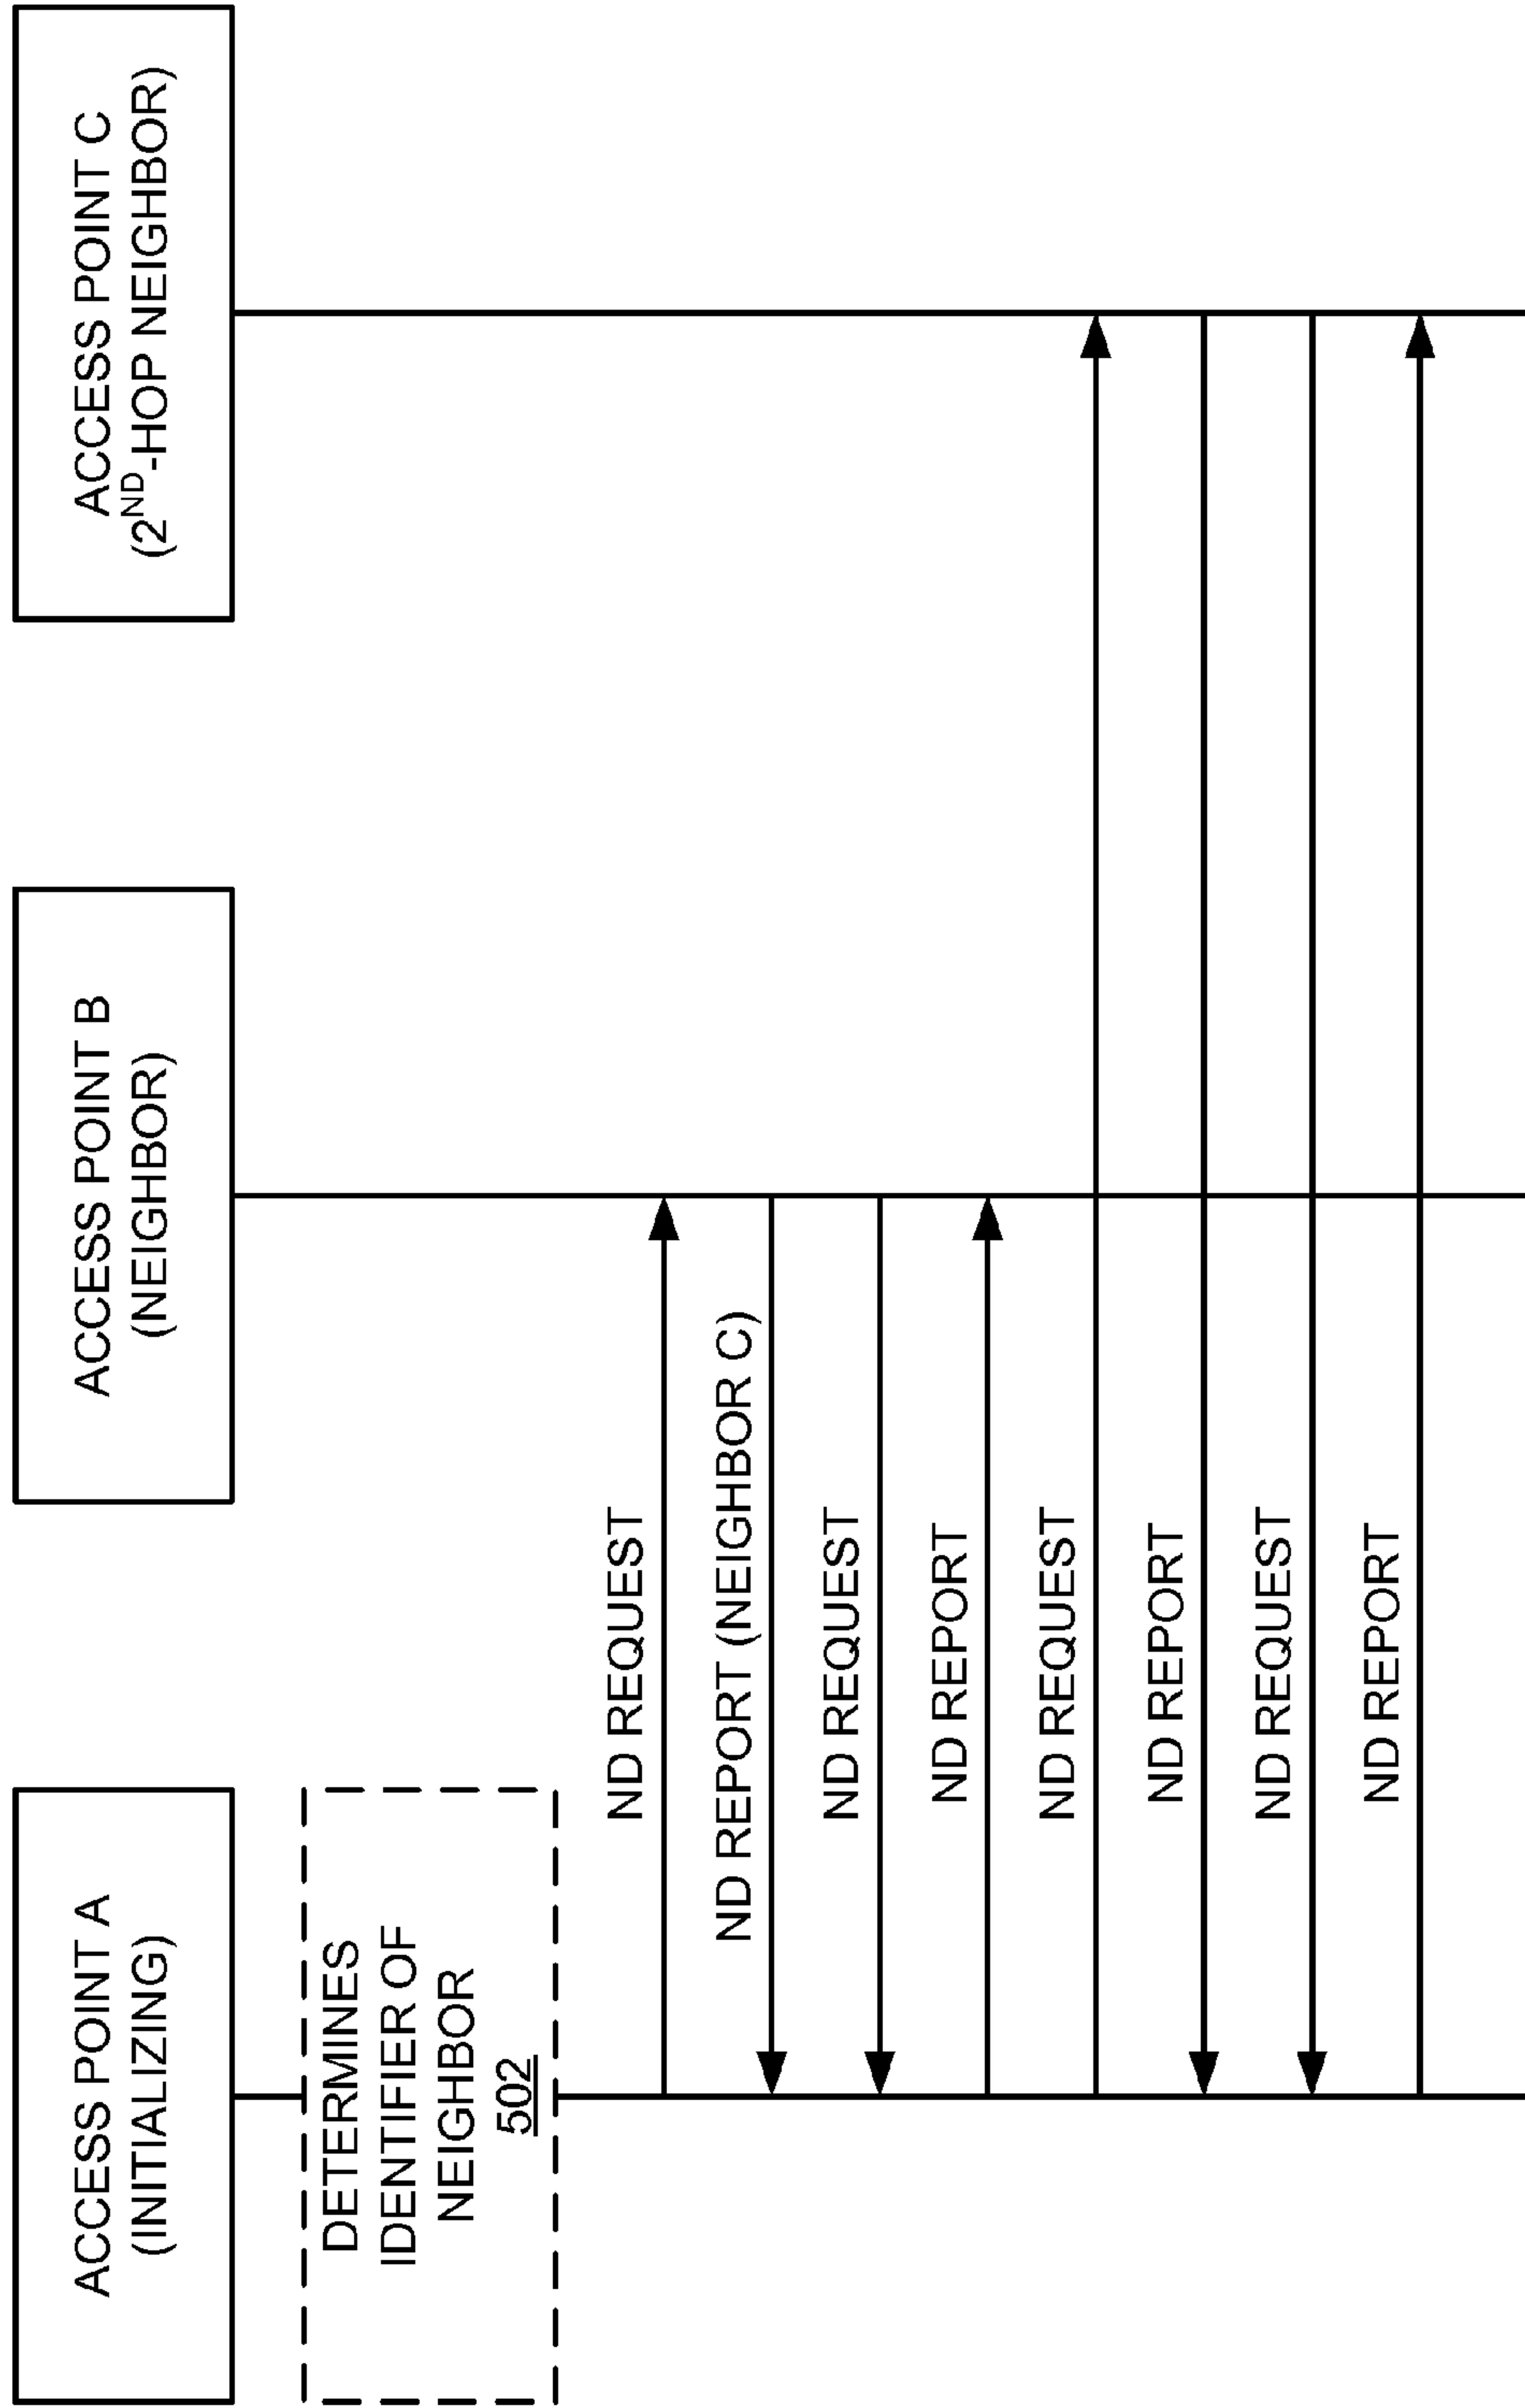 ACCESS POINT A
(INITIALIZING)
ACCESS POINT B
(NEIGHBOR)
ACCESS POINT C
(2ND-HOP NEIGHBOR)
DETERMINES
IDENTIFIER OF
NEIGHBOR
502
ND REQUEST
ND REPORT (NEIGHBOR C)
ND REQUEST
ND REPORT
ND REQUEST
ND REPORT
ND REQUEST
ND REPORT